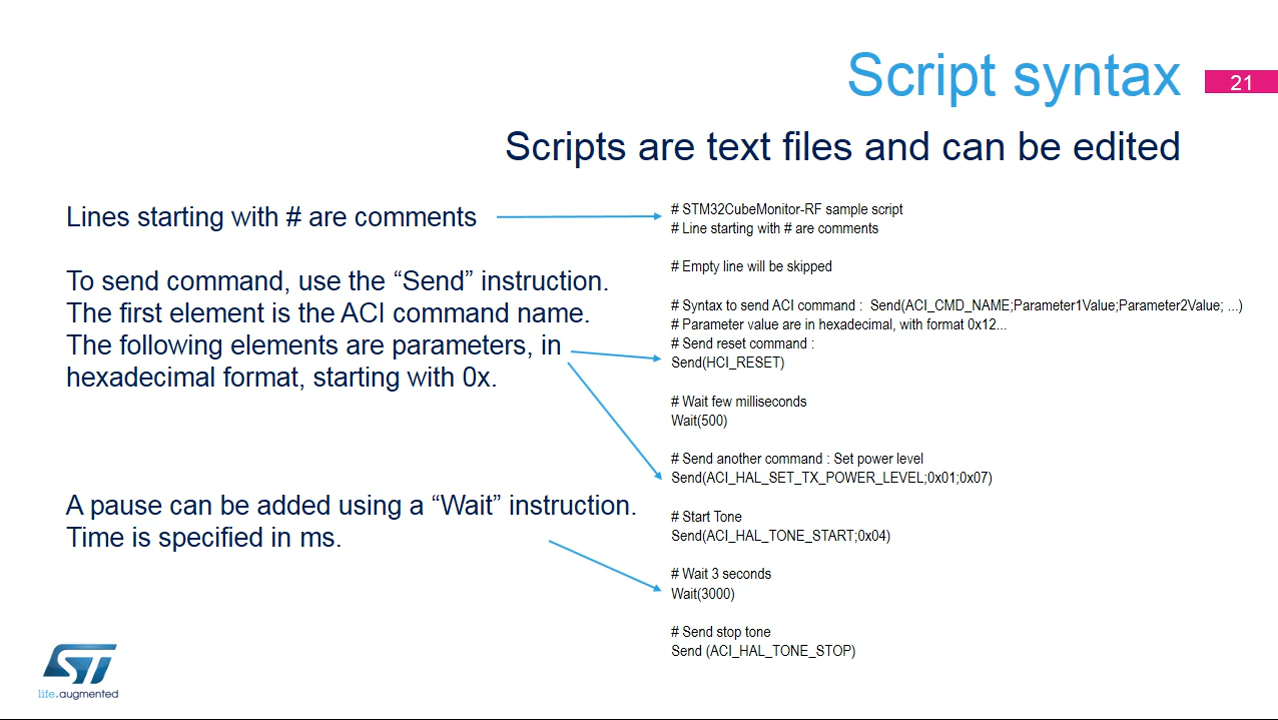 Script syntax
21
Scripts are text files and can be edited
Lines starting with # are comments
To send command, use the “Send” instruction.
The first element is the ACI command name.
The following elements are parameters, in
hexadecimal format, starting with 0x.
A pause can be added using a “Wait” instruction.
Time is specified in ms.
# STM32CubeMonitor-RF sample script
# Line starting with # are comments
# Empty line will be skipped
# Syntax to send ACI command :  Send(ACI_CMD_NAME;Parameter1Value;Parameter2Value; ...)
# Parameter value are in hexadecimal, with format 0x12...
# Send reset command :
Send(HCI_RESET)
# Wait few milliseconds
Wait(500)
# Send another command : Set power level
Send(ACI_HAL_SET_TX_POWER_LEVEL;0x01;0x07)
# Start Tone
Send(ACI_HAL_TONE_START;0x04)
# Wait 3 seconds
Wait(3000)
# Send stop tone
Send (ACI_HAL_TONE_STOP)
ST
life.augmented